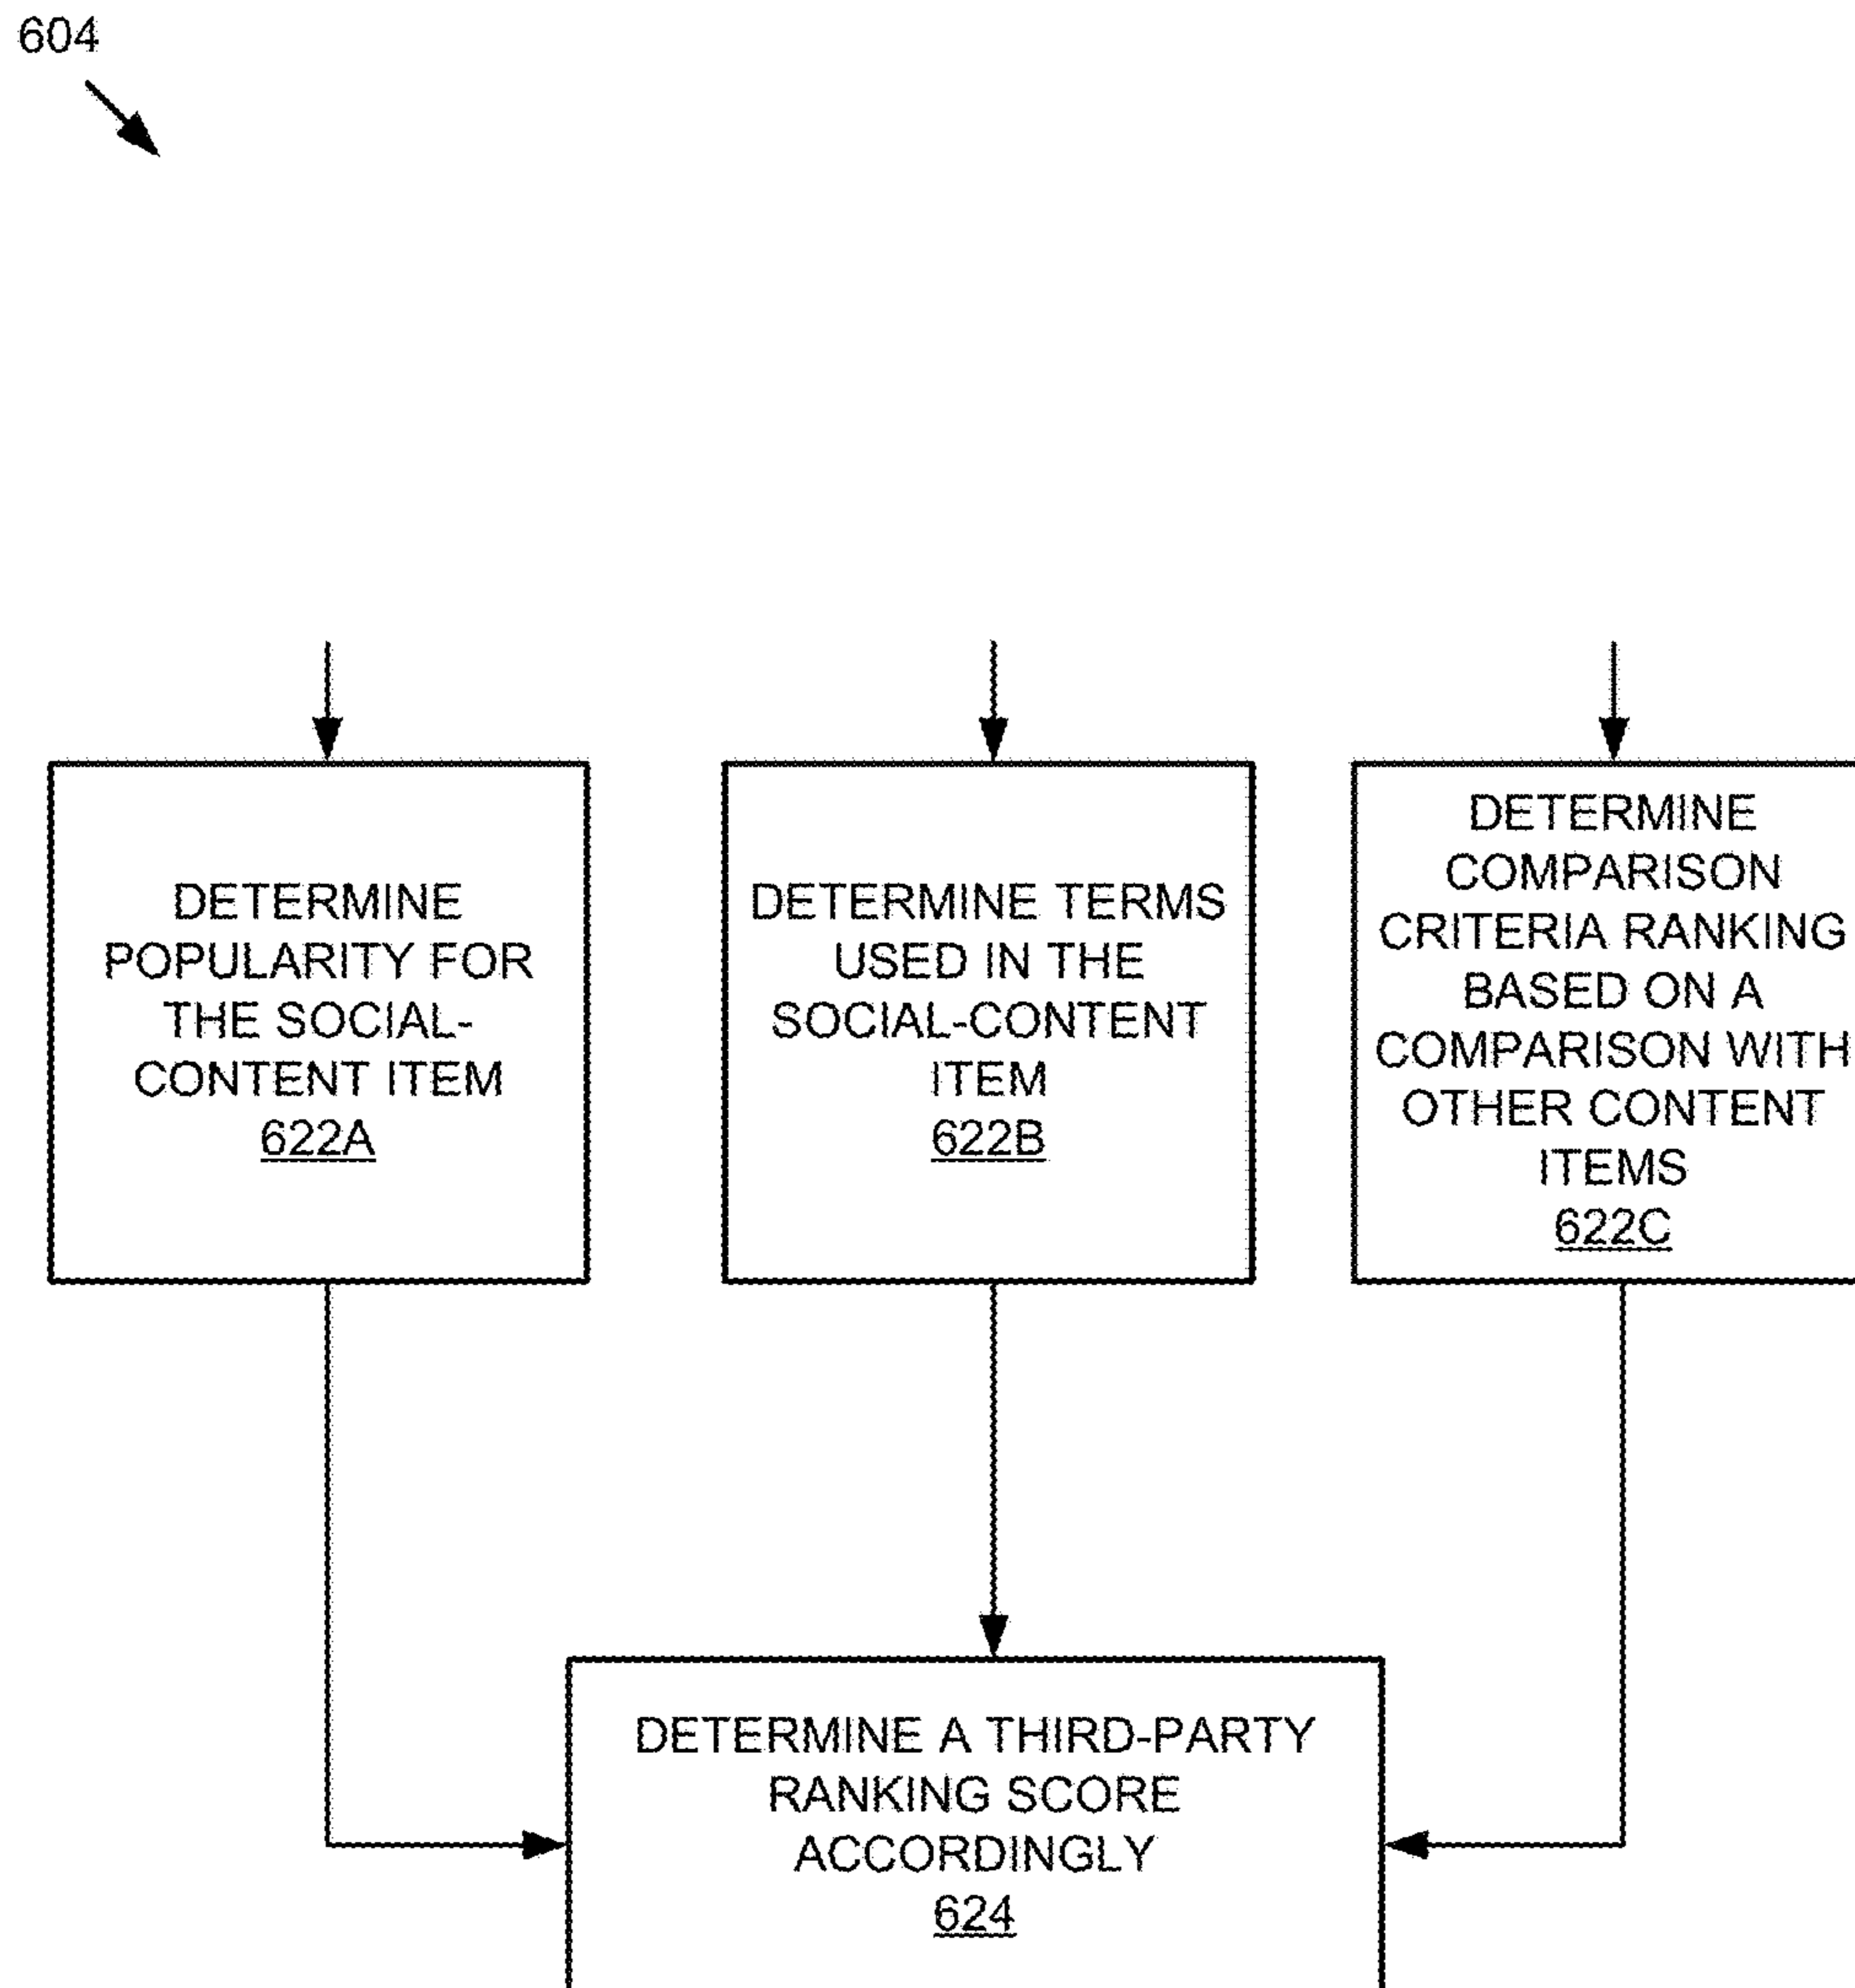 604
DETERMINE
POPULARITY FOR
THE SOCIAL-
CONTENT ITEM
622A
DETERMINE TERMS
USED IN THE
SOCIAL-CONTENT
ITEM
622B
DETERMINE
COMPARISON
CRITERIA RANKING
BASED ON A
COMPARISON WITH
OTHER CONTENT
ITEMS
622C
DETERMINE A THIRD-PARTY
RANKING SCORE
ACCORDINGLY
624